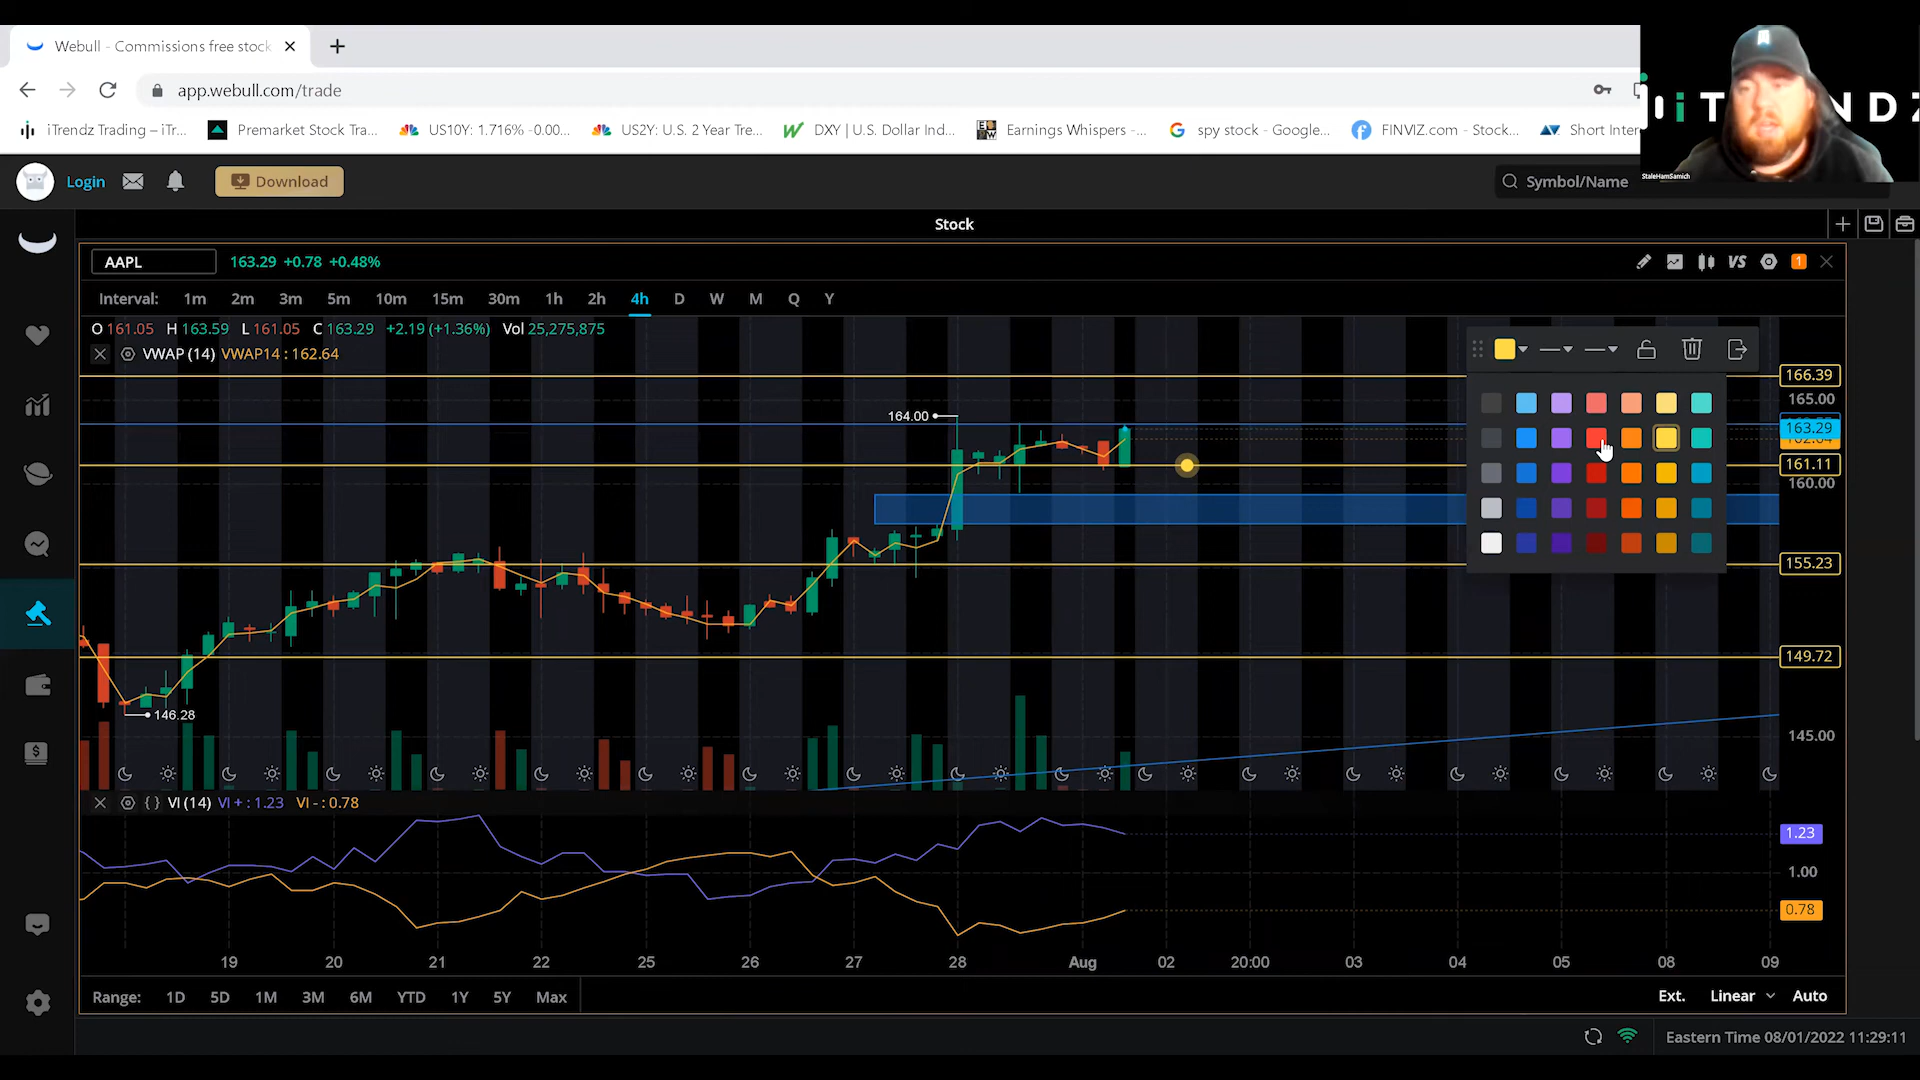 Webull - Commissions free stock
app.webull.com/trade
iTrendz Trading – iTr... Premarket Stock Tra... US10Y: 1.716% -0.00... US2Y: U.S. 2 Year Tre... DXY | U.S. Dollar Ind... Earnings Whispers -... spy stock - Google... FINVIZ.com - Stock... Short Inter
StaleHamSamich
Login Download Symbol/Name
Stock
AAPL 163.29 +0.78 +0.48% VS 1
Interval: 1m 2m 3m 5m 10m 15m 30m 1h 2h 4h D W M Q Y
O 161.05 H 163.59 L 161.05 C 163.29 +2.19 (+1.36%) Vol 25,275,875
VWAP (14) VWAP14 : 162.64
166.39
165.00
164.00
163.29
161.11
160.00
155.23
149.72
146.28
145.00
{ } VI (14) VI + : 1.23 VI - : 0.78
1.23
1.00
0.78
19 20 21 22 25 26 27 28 Aug 02 20:00 03 04 05 08 09
Range: 1D 5D 1M 3M 6M YTD 1Y 5Y Max Ext. Linear Auto
Eastern Time 08/01/2022 11:29:11